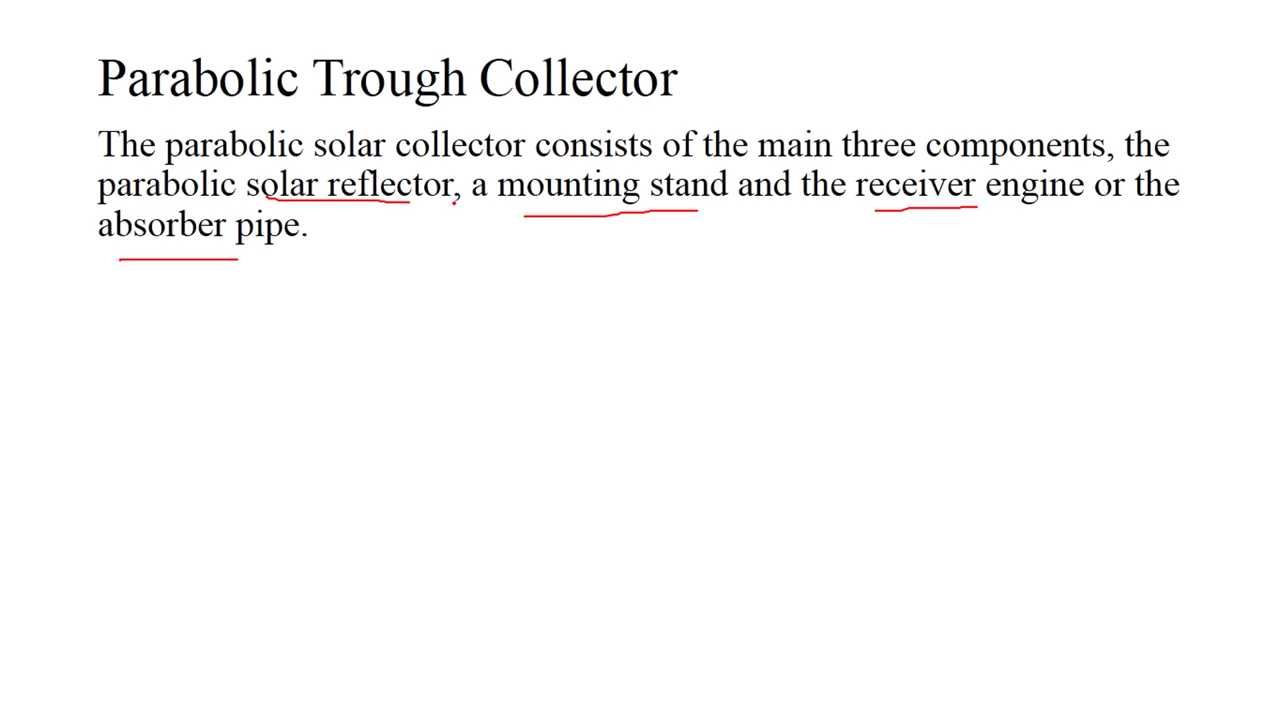 Parabolic Trough Collector
The parabolic solar collector consists of the main three components, the
parabolic solar reflector, a mounting stand and the receiver engine or the
absorber pipe.